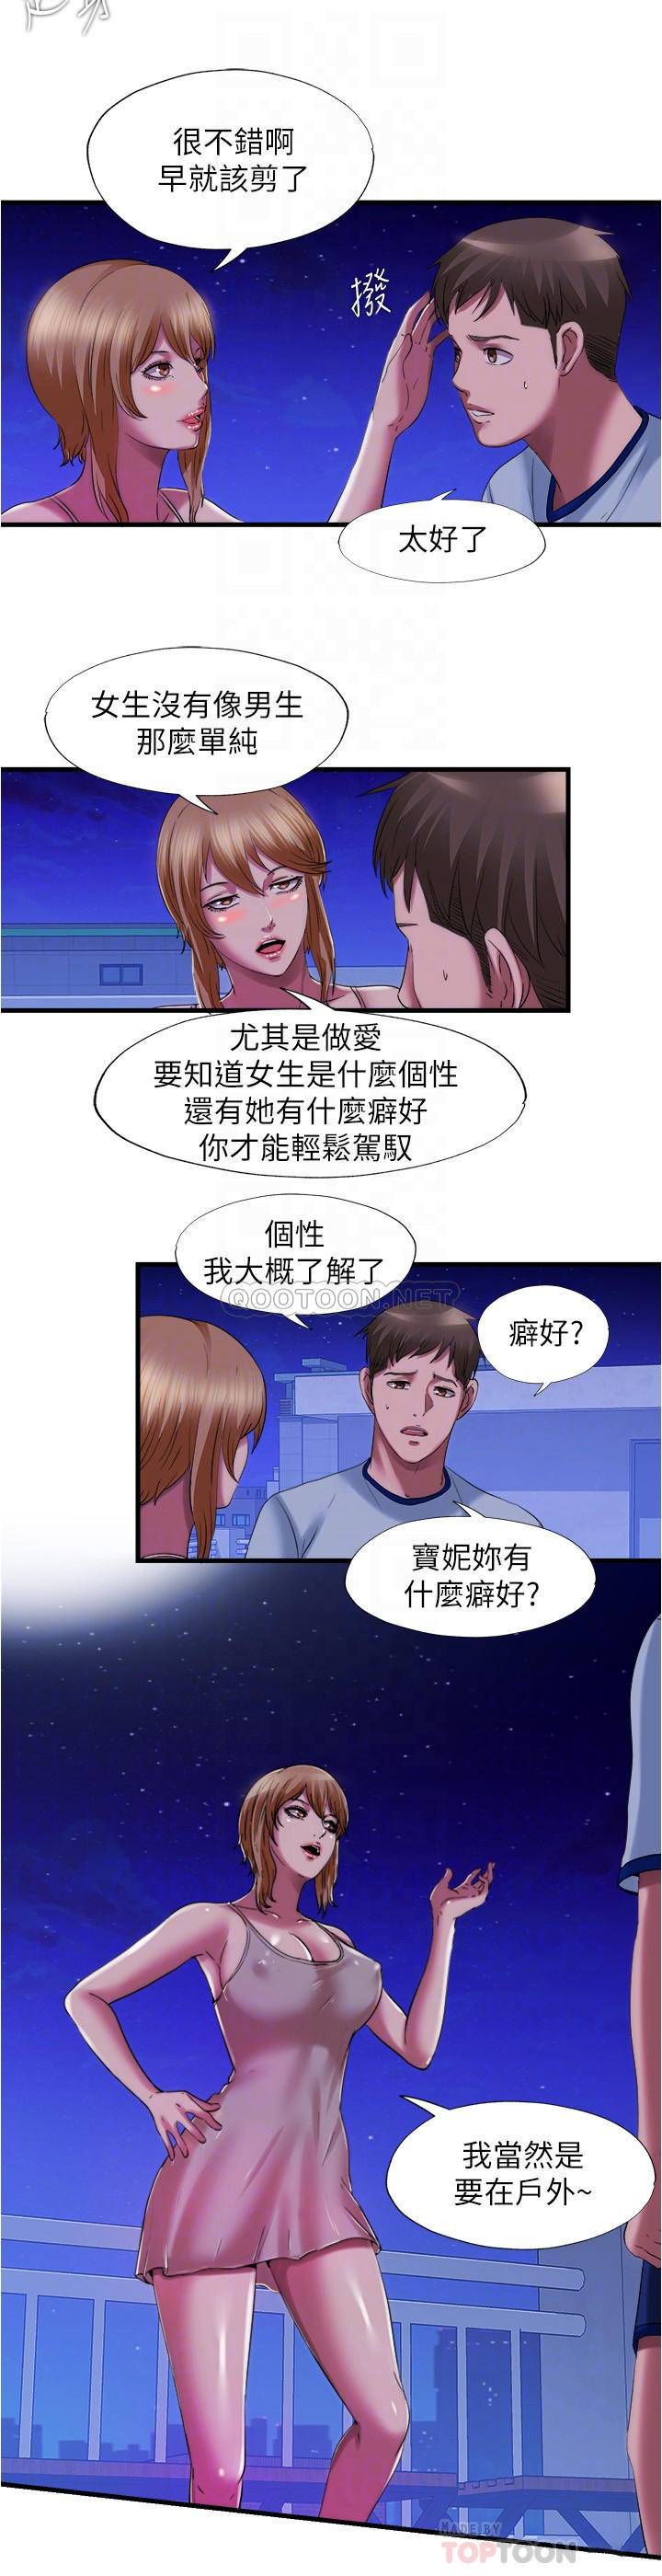 起身
很不錯啊
早就該剪了
撥
太好了
女生沒有像男生
那麼單純
尤其是做愛
要知道女生是什麼個性
還有她有什麼癖好
你才能輕鬆駕馭
個性
我大概了解了
QOOTOON.NET
癖好?
寶妮妳有
什麼癖好?
我當然是
要在戶外~
MADE BY
TOPTOON